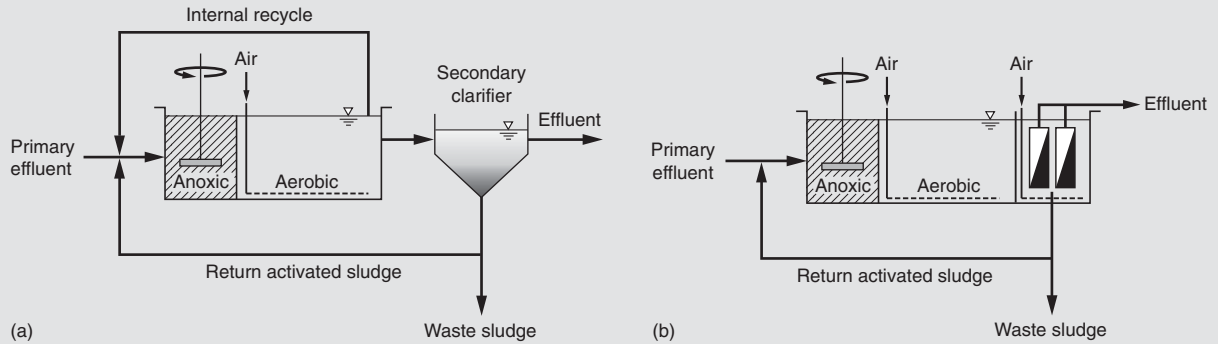 Internal recycle
Air
Secondary
clarifier
Effluent
Primary
effluent
Anoxic
Aerobic
Return activated sludge
Waste sludge
(a)
Air
Air
Effluent
Primary
effluent
Anoxic
Aerobic
Return activated sludge
Waste sludge
(b)